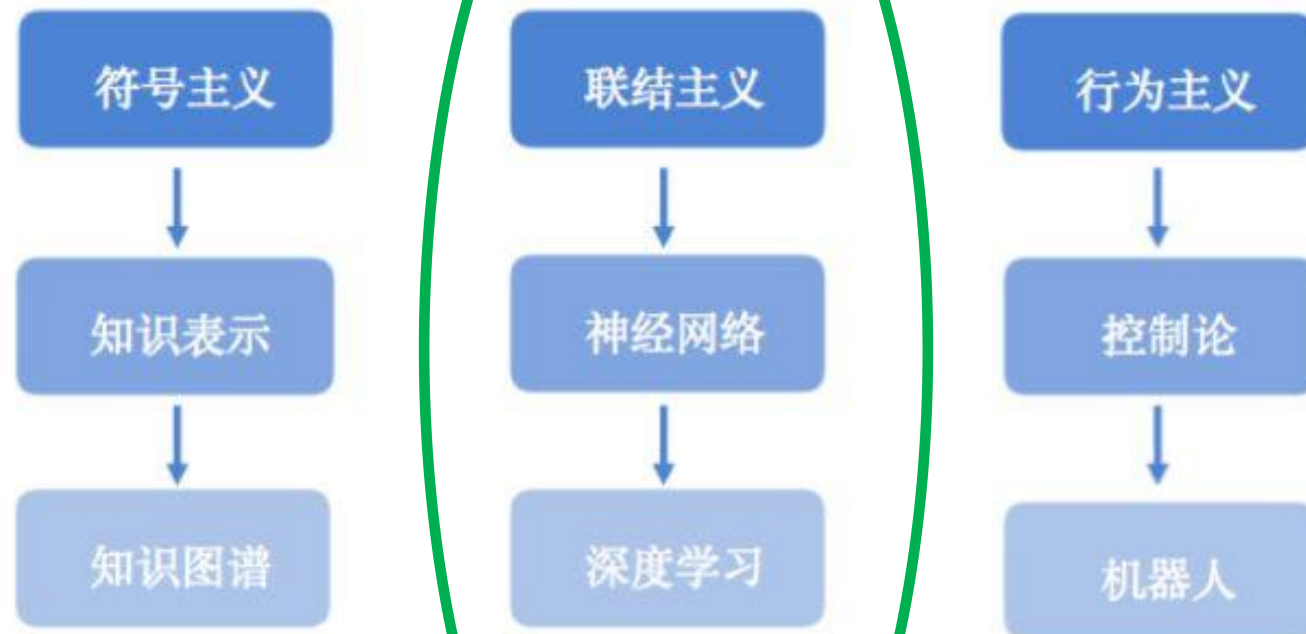 符号主义
联结主义
行为主义
知识表示
神经网络
控制论
知识图谱
深度学习
机器人